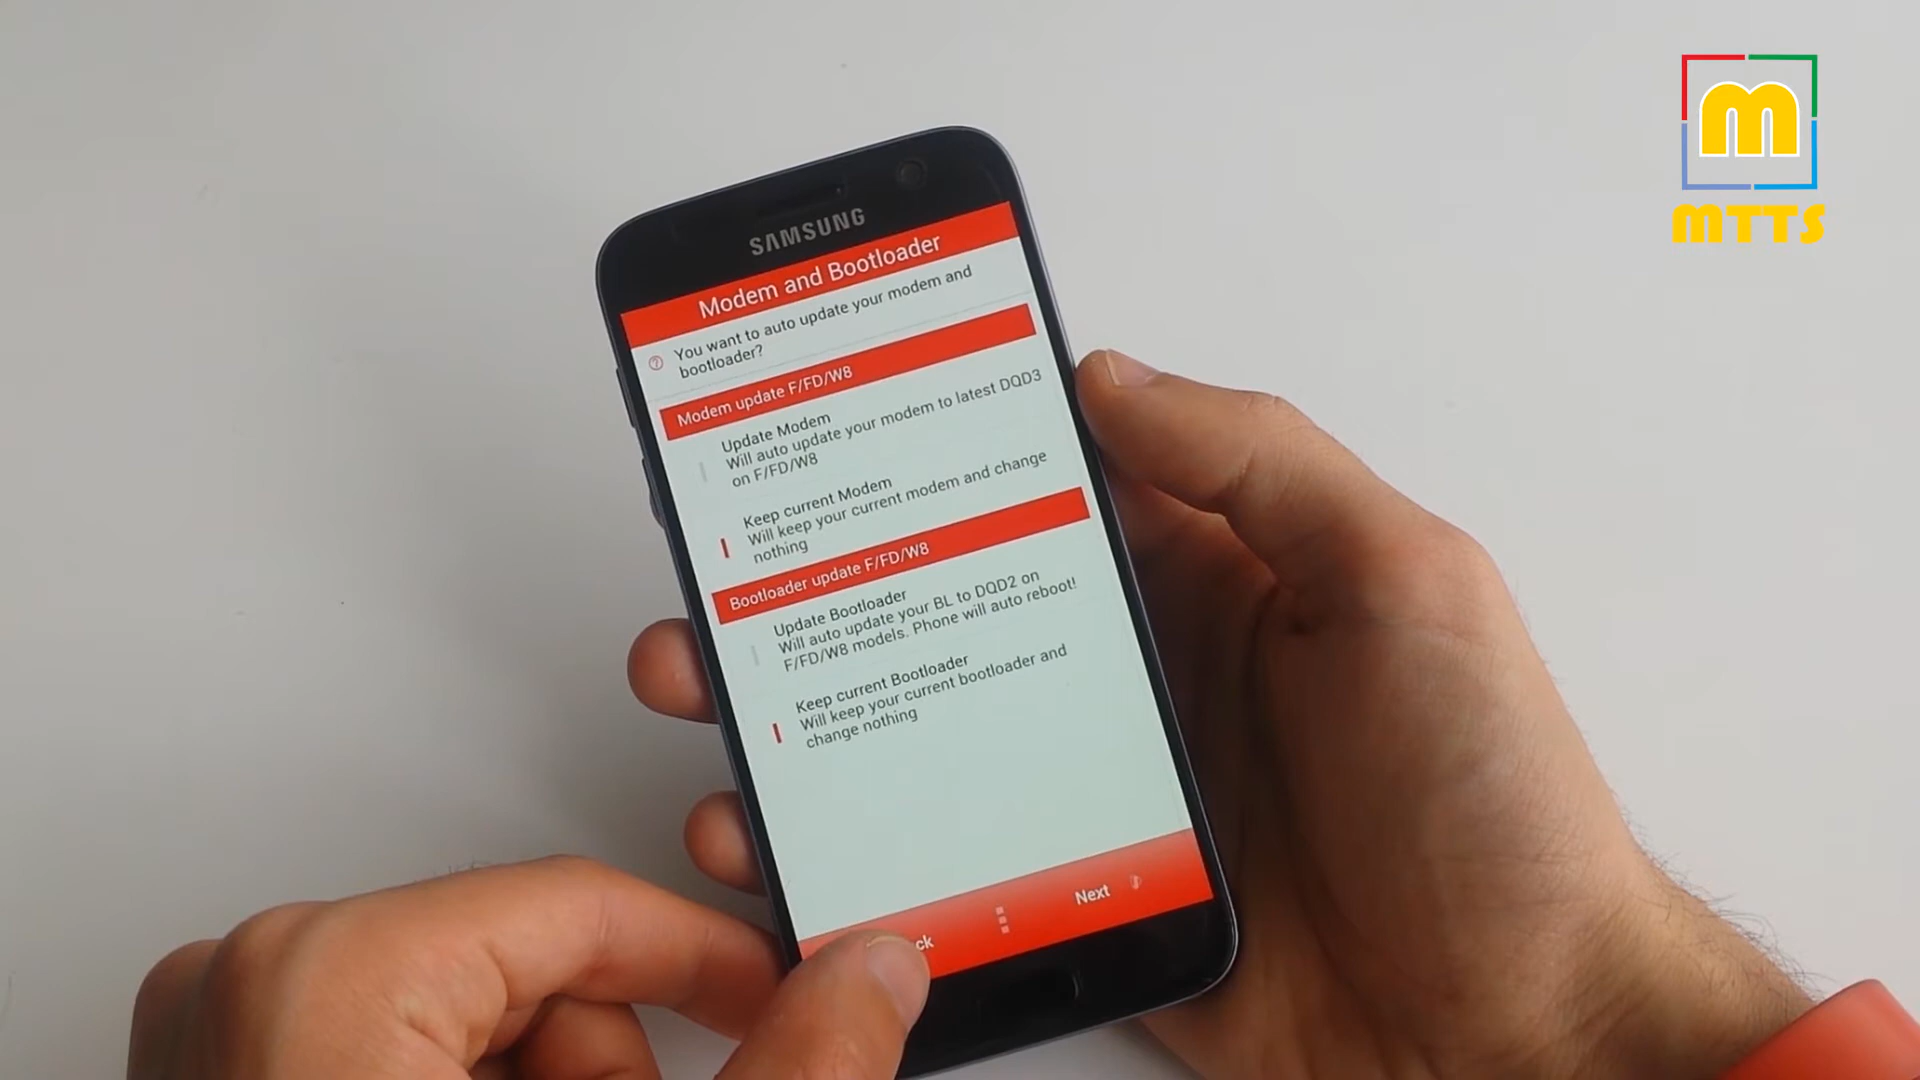 m
MTTS
SAMSUNG
Modem and Bootloader
You want to auto update your modem and
bootloader?
Modem update F/FD/W8
Update Modem
Will auto update your modem to latest DQD3
on F/FD/W8
Keep current Modem
Will keep your current modem and change
nothing
Bootloader update F/FD/W8
Update Bootloader
Will auto update your BL to DQD2 on
F/FD/W8 models. Phone will auto reboot!
Keep current Bootloader
Will keep your current bootloader and
change nothing
ck
Next